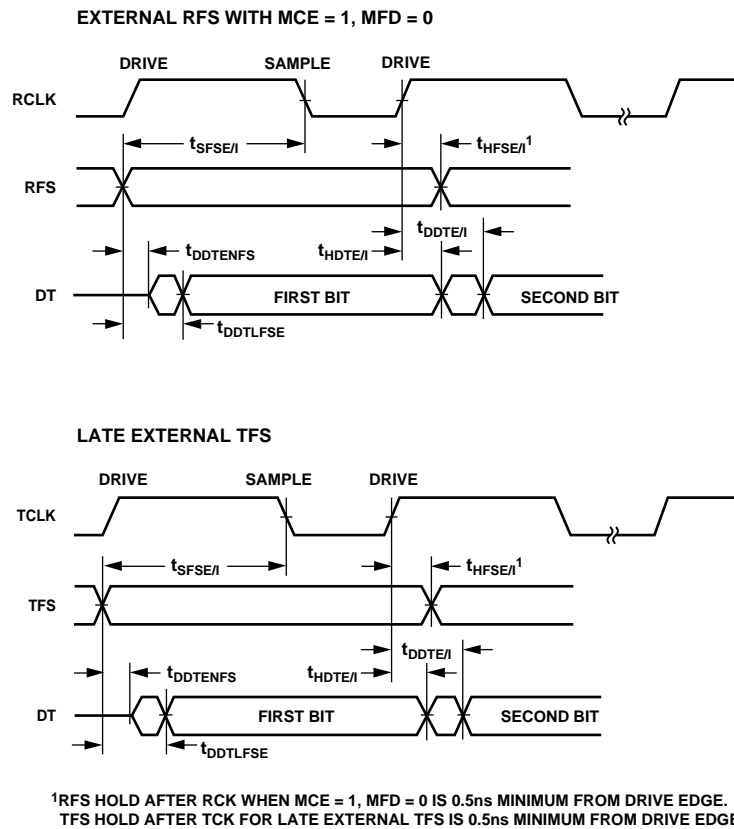 EXTERNAL RFS WITH MCE = 1, MFD = 0
DRIVE SAMPLE DRIVE
RCLK
tSFSE/I tHFSE/I1
RFS
tDDTE/I
tDDTENFS tHDTE/I
DT FIRST BIT SECOND BIT
tDDTLFSE
LATE EXTERNAL TFS
DRIVE SAMPLE DRIVE
TCLK
tSFSE/I tHFSE/I1
TFS
tDDTE/I
tDDTENFS tHDTE/I
DT FIRST BIT SECOND BIT
tDDTLFSE
1RFS HOLD AFTER RCK WHEN MCE = 1, MFD = 0 IS 0.5ns MINIMUM FROM DRIVE EDGE.
TFS HOLD AFTER TCK FOR LATE EXTERNAL TFS IS 0.5ns MINIMUM FROM DRIVE EDGE